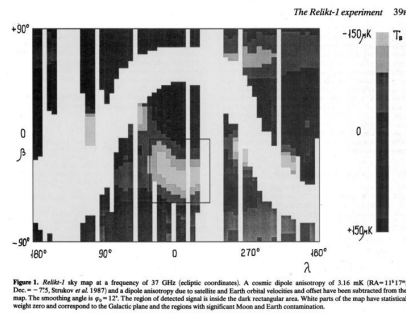 The Relikt-1 experiment 39
+90°
0
β
−90°
180° 90° 0 270° 180°
λ
-150μK Tₐ
0
+150μK
Figure 1. Relikt-1 sky map at a frequency of 37 GHz (ecliptic coordinates). A cosmic dipole anisotropy of 3.16 mK (RA=11ʰ17ᵐ
Dec. = −7.°5, Strukov et al. 1987) and a dipole anisotropy due to satellite and Earth orbital velocities and offset have been subtracted from the
map. The smoothing angle is φ₀ = 12°. The region of detected signal is inside the dark rectangular area. White parts of the map have statistical
weight zero and correspond to the Galactic plane and the regions with significant Moon and Earth contamination.